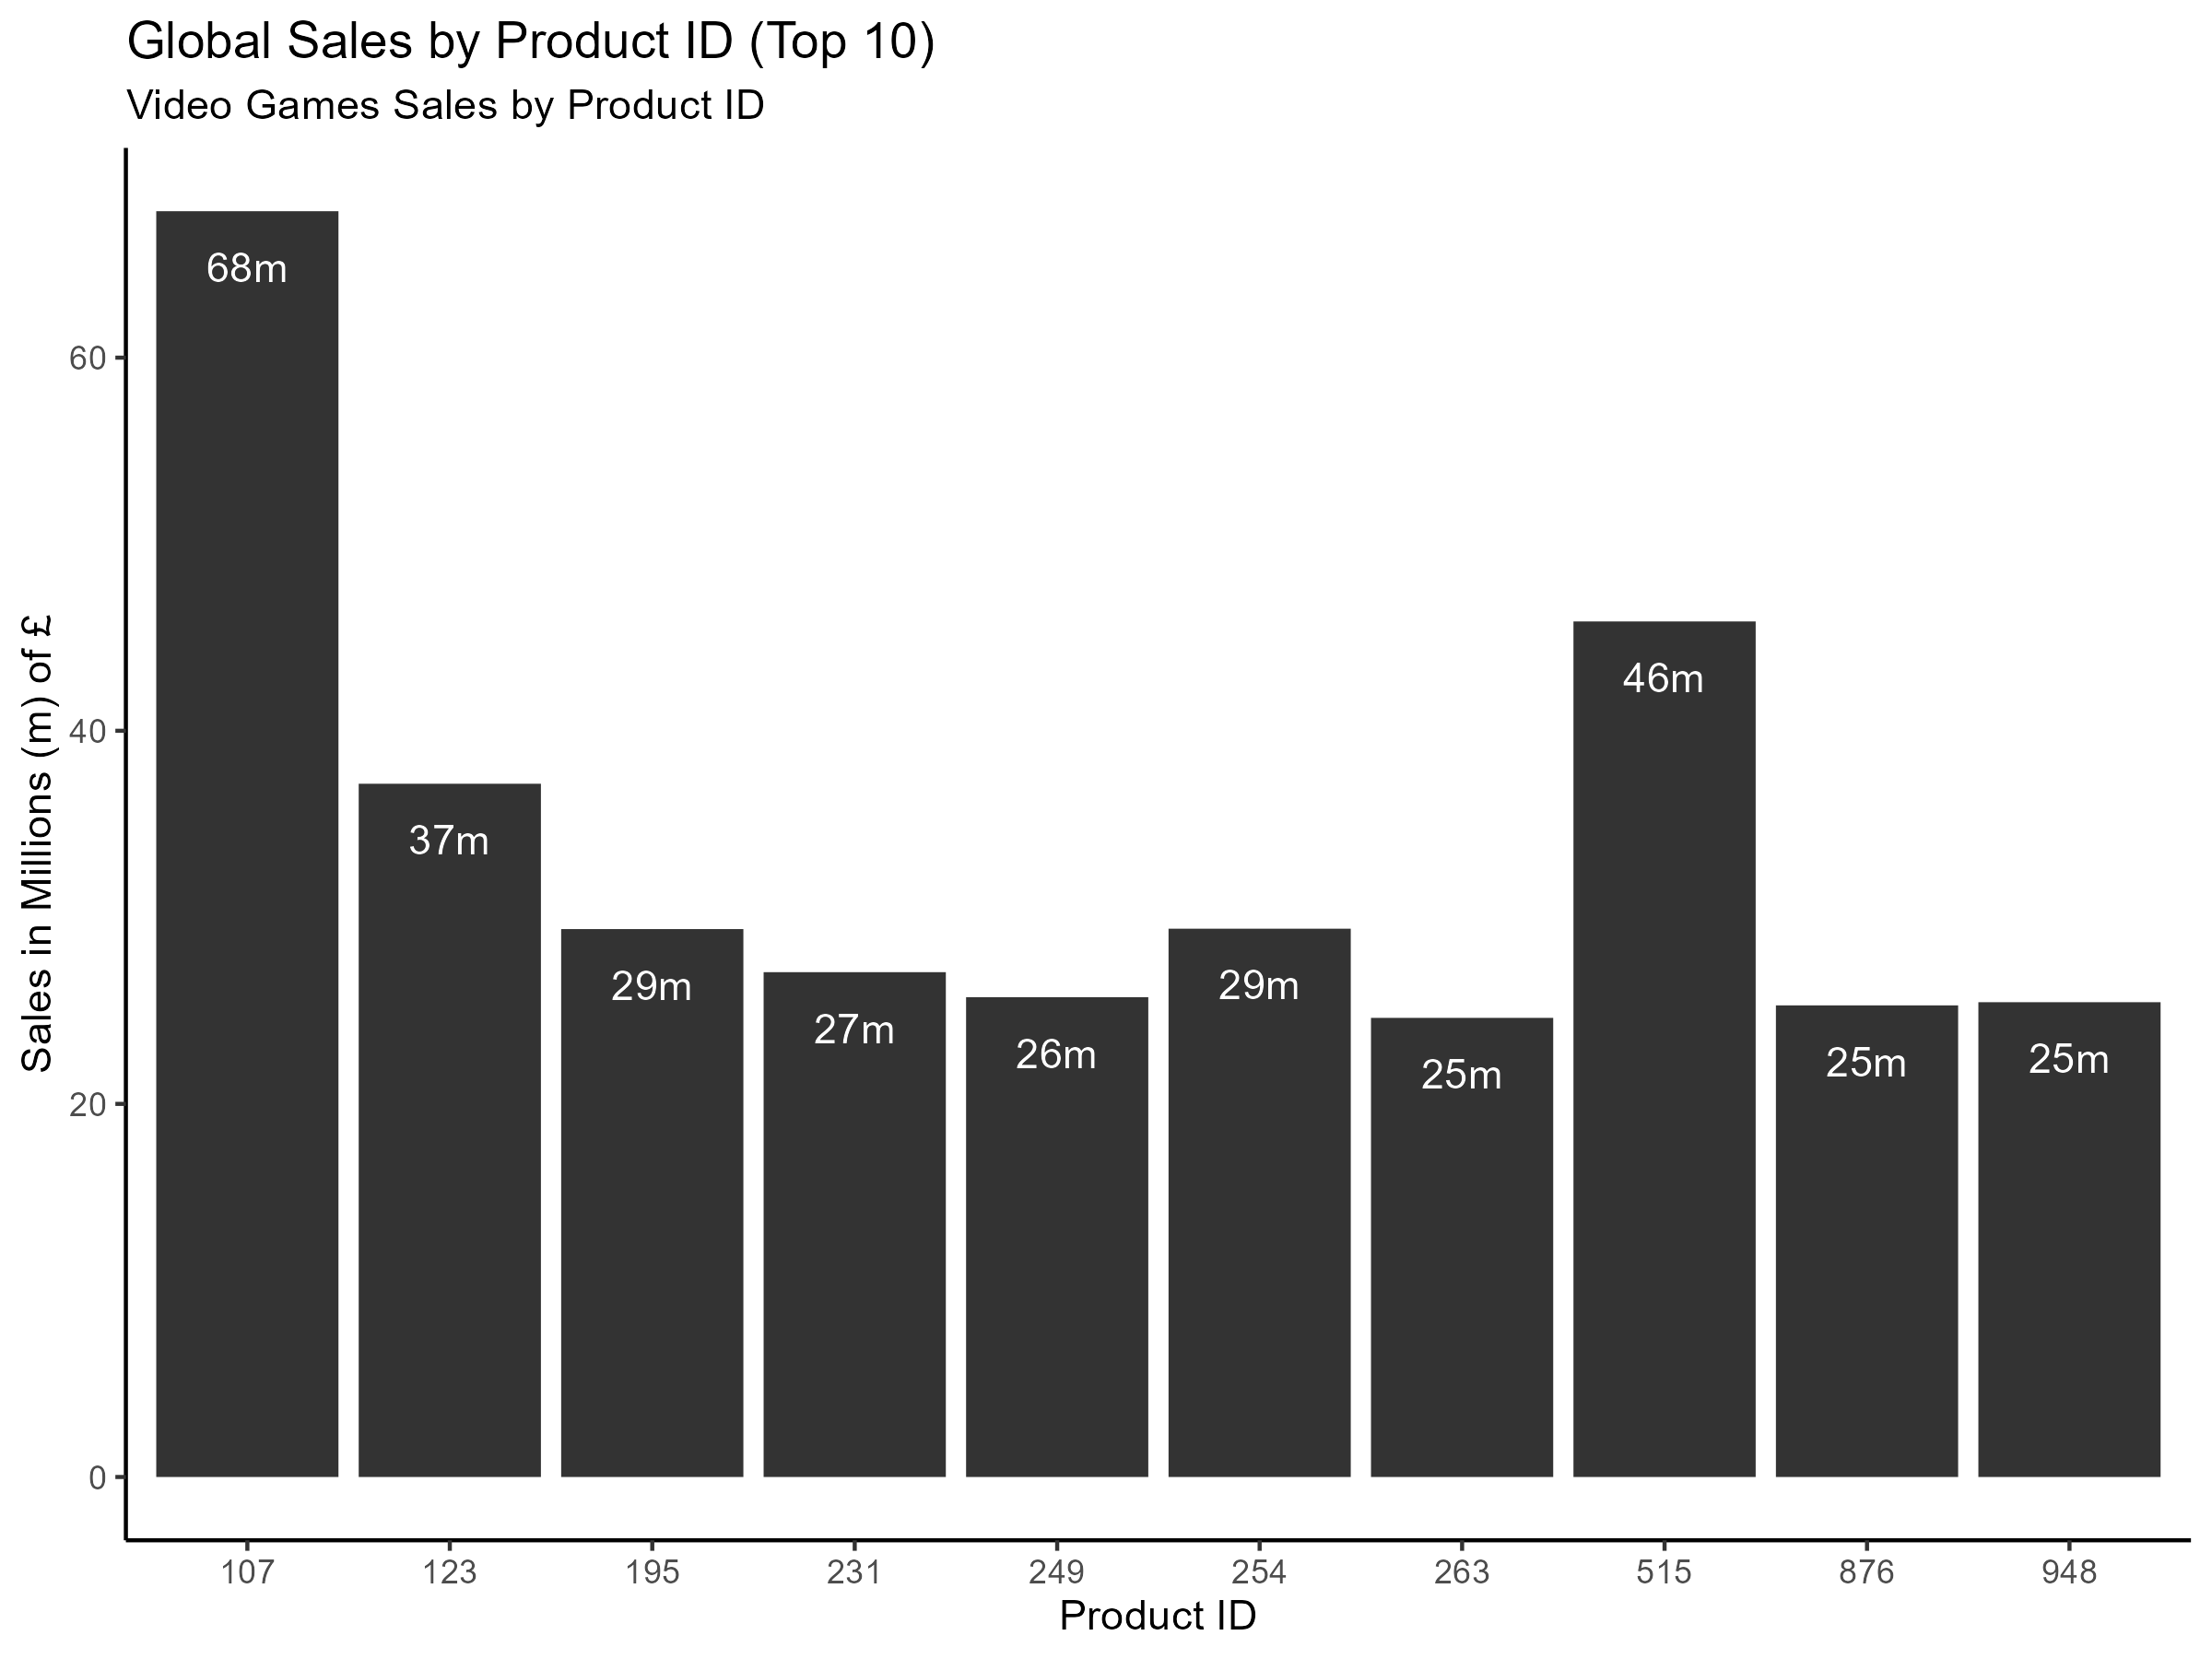 Global Sales by Product ID (Top 10)
Video Games Sales by Product ID
Sales in Millions (m) of £
60
40
20
0
68m
37m
29m
27m
26m
29m
25m
46m
25m
25m
107 123 195 231 249 254 263 515 876 948
Product ID